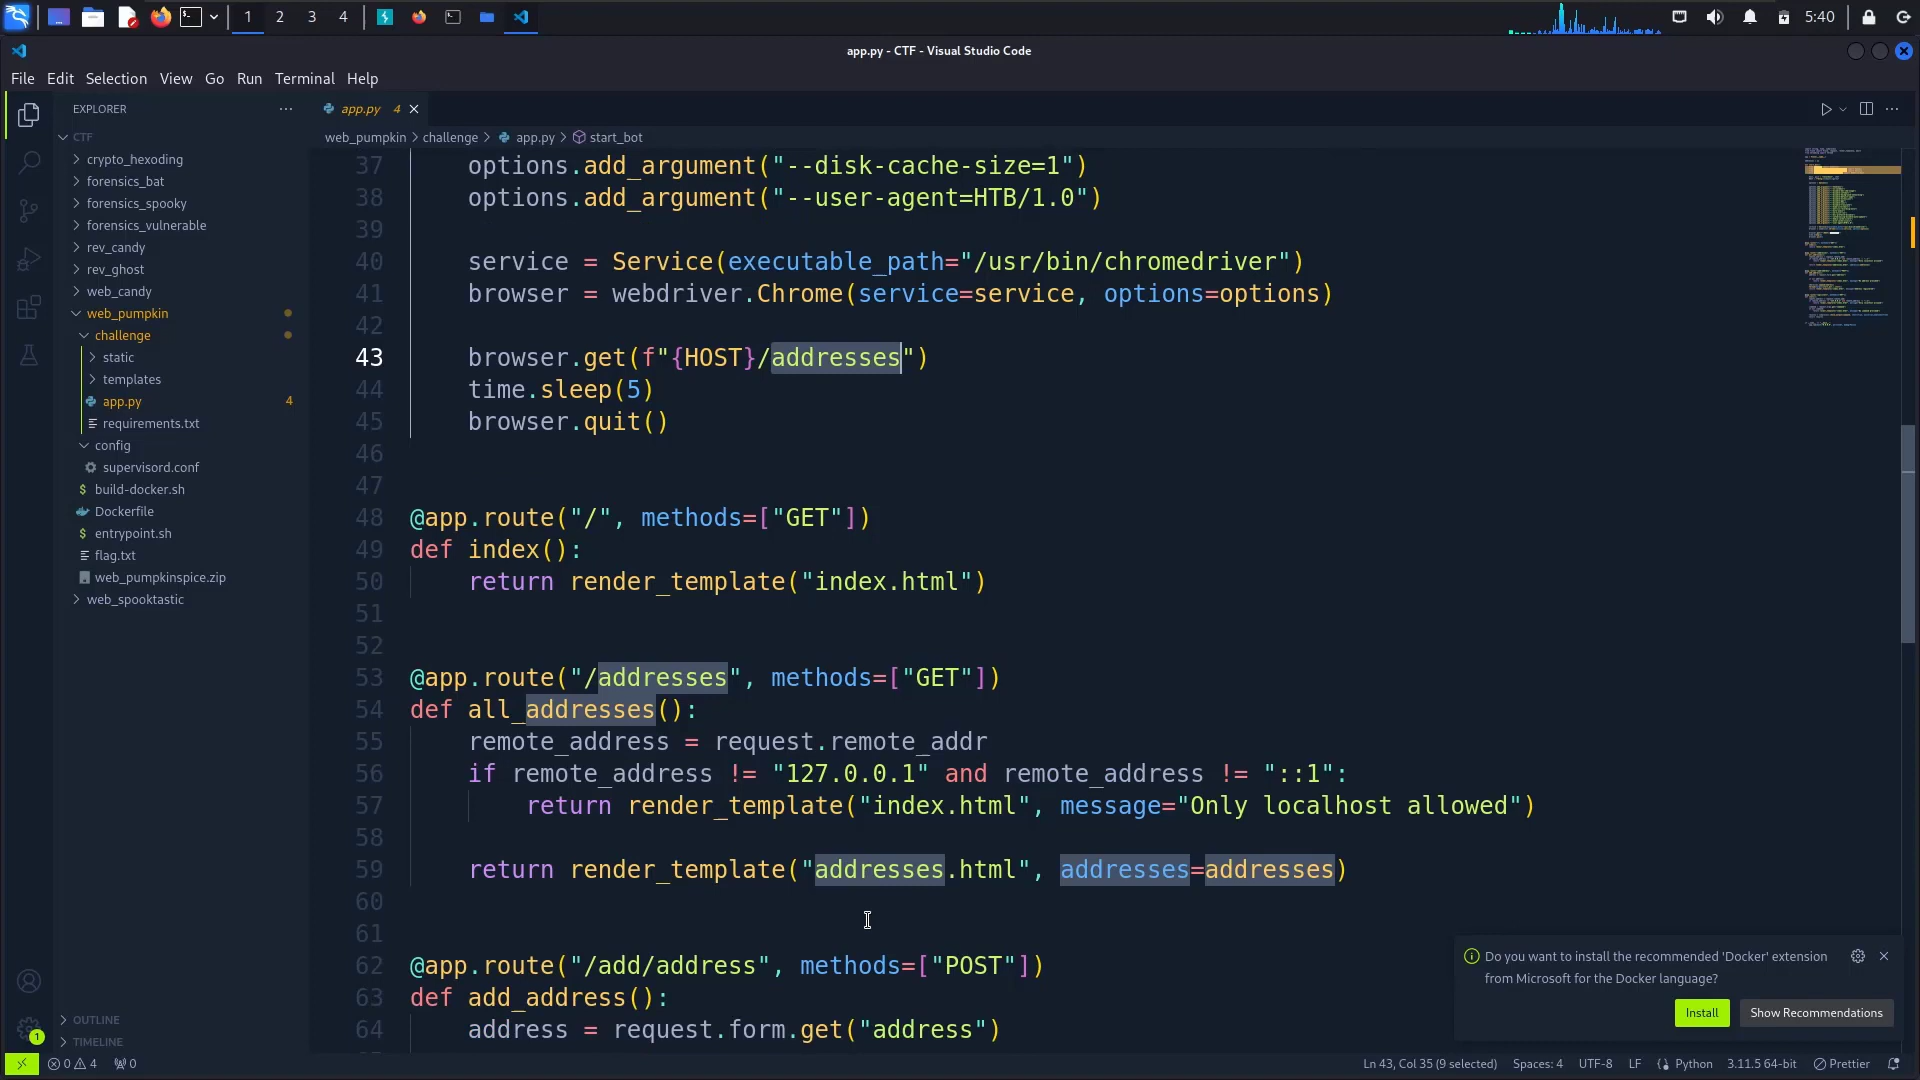 1 2 3 4
5:40
app.py - CTF - Visual Studio Code
File Edit Selection View Go Run Terminal Help
EXPLORER
CTF
crypto_hexoding
forensics_bat
forensics_spooky
forensics_vulnerable
rev_candy
rev_ghost
web_candy
web_pumpkin
challenge
static
templates
app.py 4
requirements.txt
config
supervisord.conf
build-docker.sh
Dockerfile
entrypoint.sh
flag.txt
web_pumpkinspice.zip
web_spooktastic
OUTLINE
TIMELINE
app.py 4
web_pumpkin > challenge > app.py > start_bot
37 options.add_argument("--disk-cache-size=1")
38 options.add_argument("--user-agent=HTB/1.0")
39
40 service = Service(executable_path="/usr/bin/chromedriver")
41 browser = webdriver.Chrome(service=service, options=options)
42
43 browser.get(f"{HOST}/addresses")
44 time.sleep(5)
45 browser.quit()
46
47
48 @app.route("/", methods=["GET"])
49 def index():
50 return render_template("index.html")
51
52
53 @app.route("/addresses", methods=["GET"])
54 def all_addresses():
55 remote_address = request.remote_addr
56 if remote_address != "127.0.0.1" and remote_address != "::1":
57 return render_template("index.html", message="Only localhost allowed")
58
59 return render_template("addresses.html", addresses=addresses)
60
61
62 @app.route("/add/address", methods=["POST"])
63 def add_address():
64 address = request.form.get("address")
Do you want to install the recommended 'Docker' extension
from Microsoft for the Docker language?
Install Show Recommendations
1
0 4 0
Ln 43, Col 35 (9 selected) Spaces: 4 UTF-8 LF Python 3.11.5 64-bit Prettier